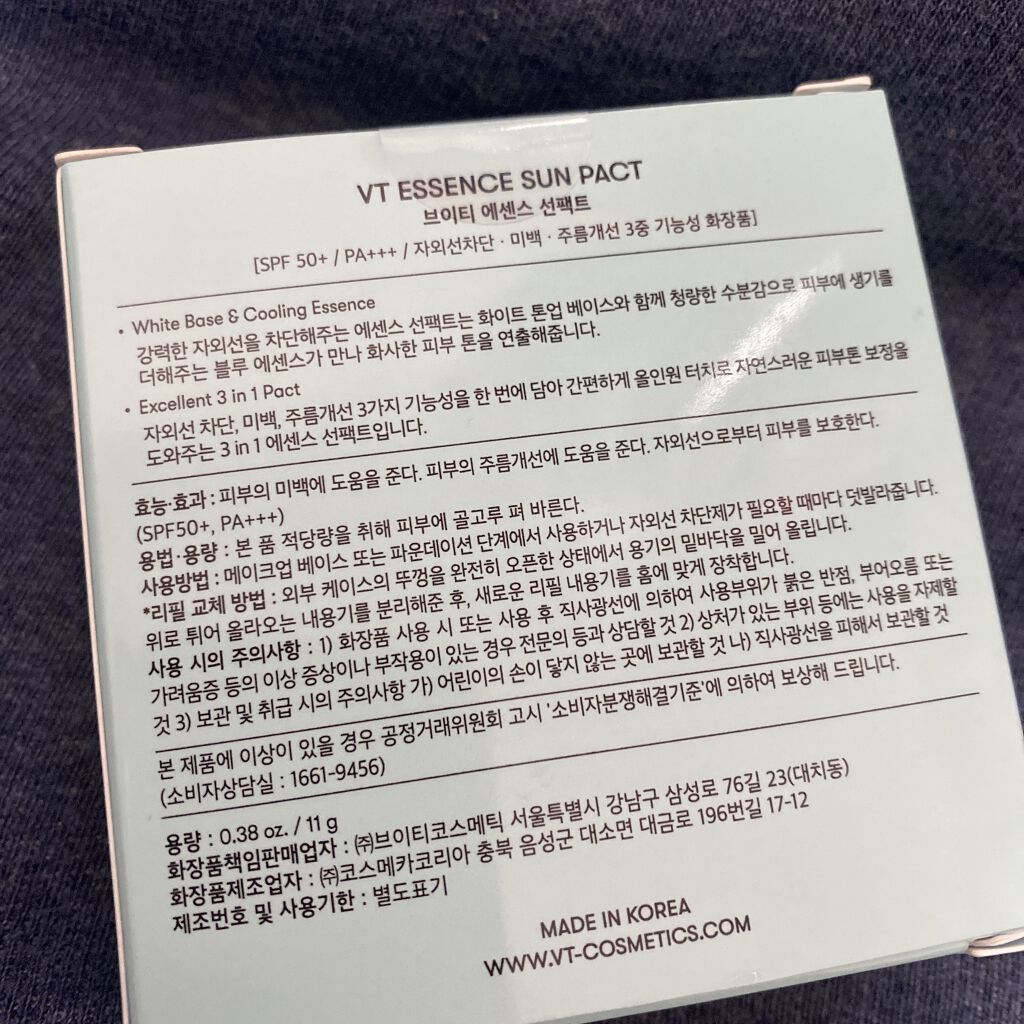 VT ESSENCE SUN PACT
브이티 에센스 선팩트
[SPF 50+ / PA+++ / 자외선차단 · 미백 · 주름개선 3중 기능성 화장품]
• White Base & Cooling Essence
강력한 자외선을 차단해주는 에센스 선팩트는 화이트 톤업 베이스와 함께 청량한 수분감으로 피부에 생기를
더해주는 블루 에센스가 만나 화사한 피부 톤을 연출해줍니다.
• Excellent 3 in 1 Pact
자외선 차단, 미백, 주름개선 3가지 기능성을 한 번에 담아 간편하게 올인원 터치로 자연스러운 피부톤 보정을
도와주는 3 in 1 에센스 선팩트입니다.
효능·효과 : 피부의 미백에 도움을 준다. 피부의 주름개선에 도움을 준다. 자외선으로부터 피부를 보호한다.
(SPF50+, PA+++)
용법·용량 : 본 품 적당량을 취해 피부에 골고루 펴 바른다.
사용방법 : 메이크업 베이스 또는 파운데이션 단계에서 사용하거나 자외선 차단제가 필요할 때마다 덧발라줍니다.
*리필 교체 방법 : 외부 케이스의 뚜껑을 완전히 오픈한 상태에서 용기의 밑바닥을 밀어 올립니다.
위로 튀어 올라오는 내용기를 분리해준 후, 새로운 리필 내용기를 홈에 맞게 장착합니다.
사용 시의 주의사항 : 1) 화장품 사용 시 또는 사용 후 직사광선에 의하여 사용부위가 붉은 반점, 부어오름 또는
가려움증 등의 이상 증상이나 부작용이 있는 경우 전문의 등과 상담할 것 2) 상처가 있는 부위 등에는 사용을 자제할
것 3) 보관 및 취급 시의 주의사항 가) 어린이의 손이 닿지 않는 곳에 보관할 것 나) 직사광선을 피해서 보관할 것
본 제품에 이상이 있을 경우 공정거래위원회 고시 '소비자분쟁해결기준'에 의하여 보상해 드립니다.
(소비자상담실 : 1661-9456)
용량 : 0.38 oz. / 11 g
화장품책임판매업자 : ㈜브이티코스메틱 서울특별시 강남구 삼성로 76길 23(대치동)
화장품제조업자 : ㈜코스메카코리아 충북 음성군 대소면 대금로 196번길 17-12
제조번호 및 사용기한 : 별도표기
MADE IN KOREA
WWW.VT-COSMETICS.COM